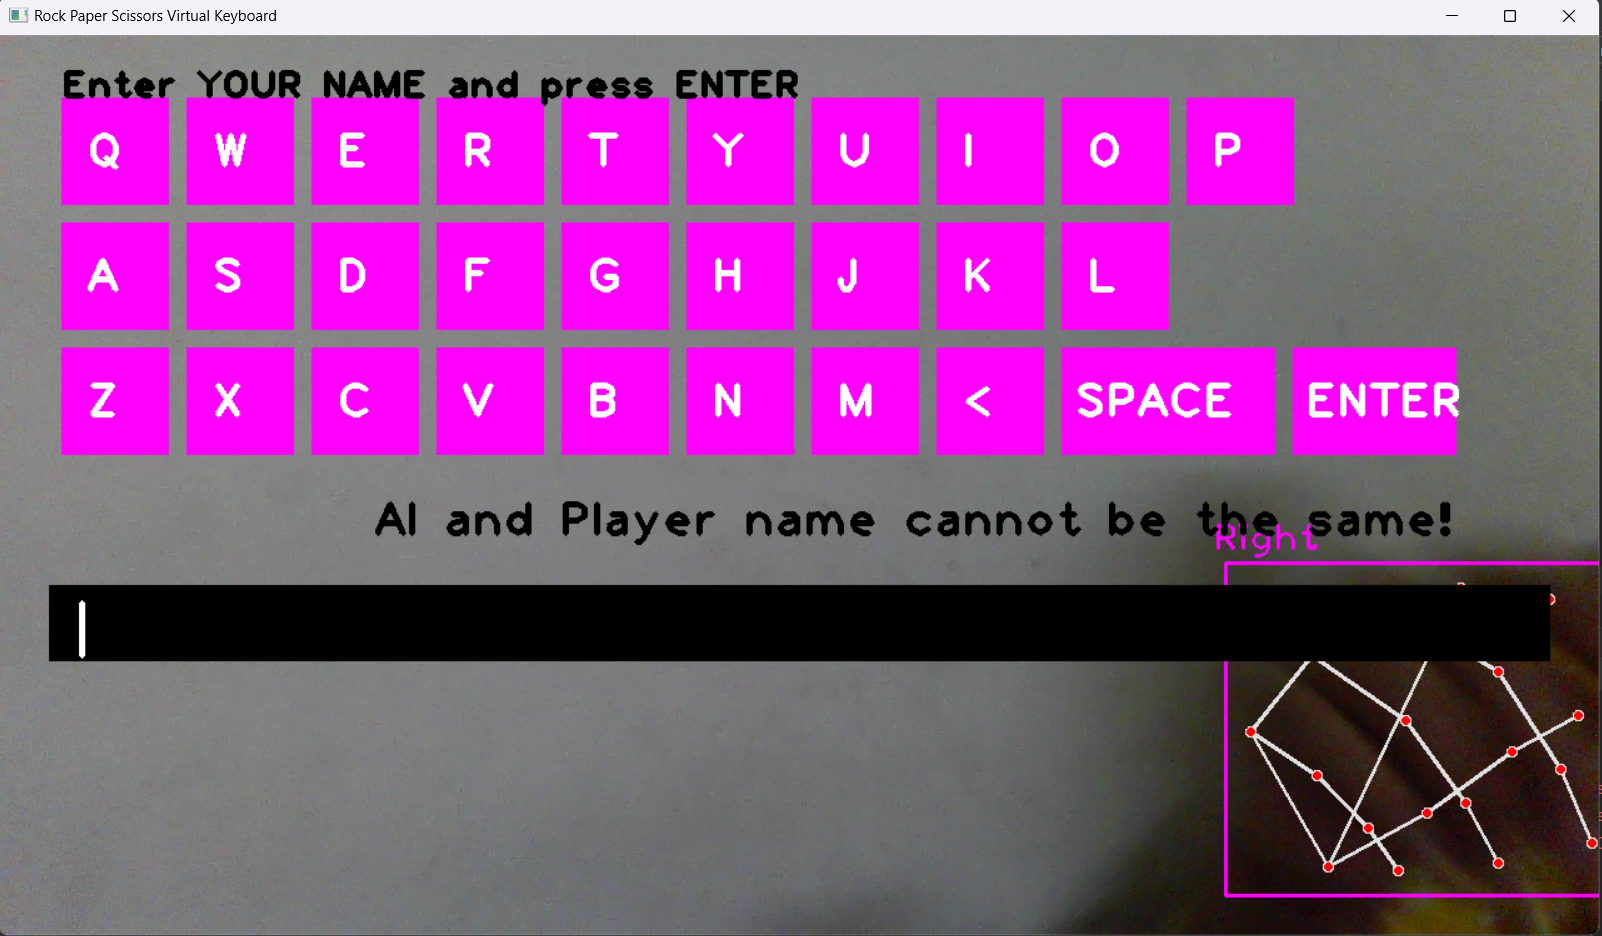 Rock Paper Scissors Virtual Keyboard
Enter YOUR NAME and press ENTER
Q W E R T Y U I O P
A S D F G H J K L
Z X C V B N M < SPACE ENTER
AI and Player name cannot be the same!
Right